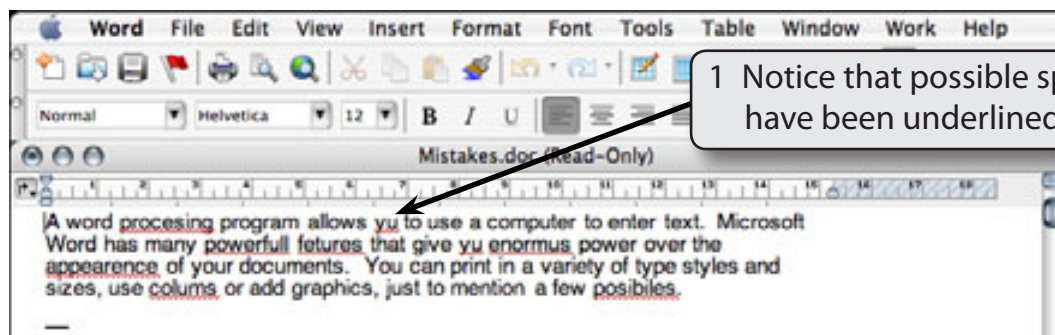 Word File Edit View Insert Format Font Tools Table Window Work Help
1 Notice that possible
have been underlined
Normal Helvetica 12 B I U
Mistakes.doc (Read-Only)
A word procesing program allows yu to use a computer to enter text. Microsoft
Word has many powerfull fetures that give yu enormus power over the
appearence of your documents. You can print in a variety of type styles and
sizes, use colums or add graphics, just to mention a few posibiles.